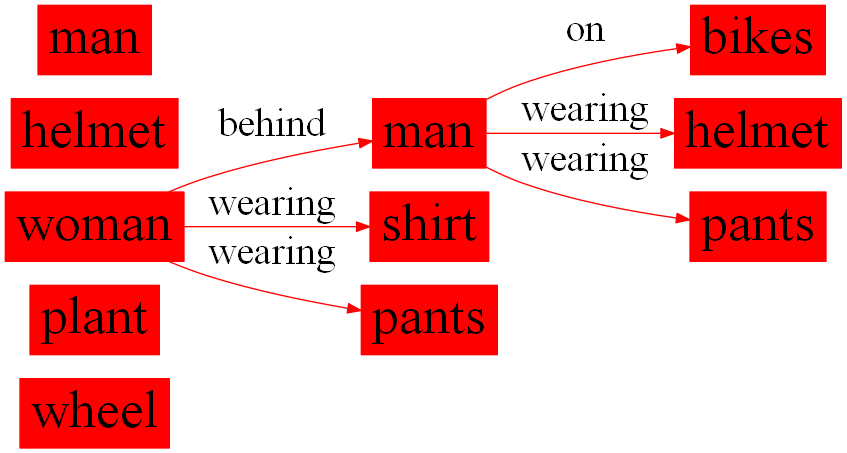 man
helmet
woman
plant
wheel
behind
wearing
wearing
man
shirt
pants
on
wearing
wearing
bikes
helmet
pants